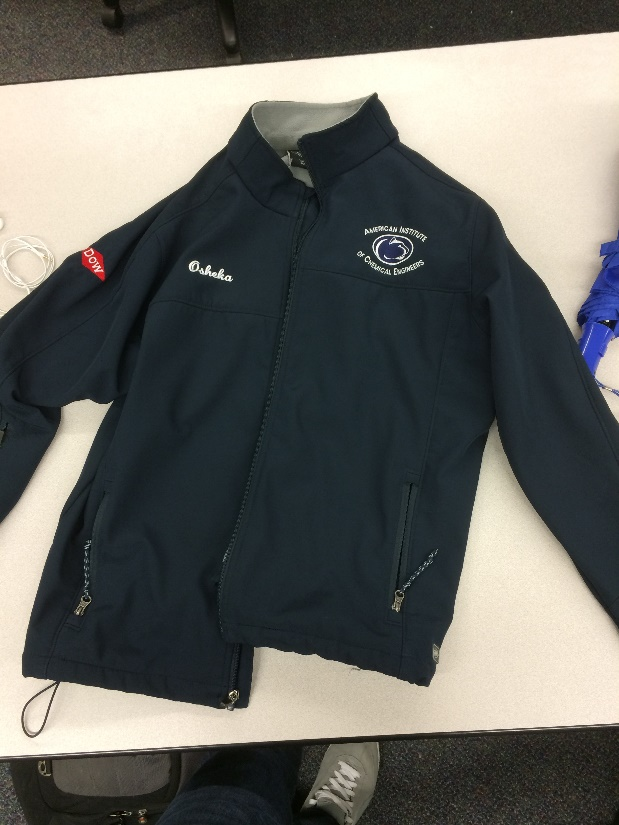 DOW
Osheka
AMERICAN INSTITUTE
OF CHEMICAL ENGINEERS